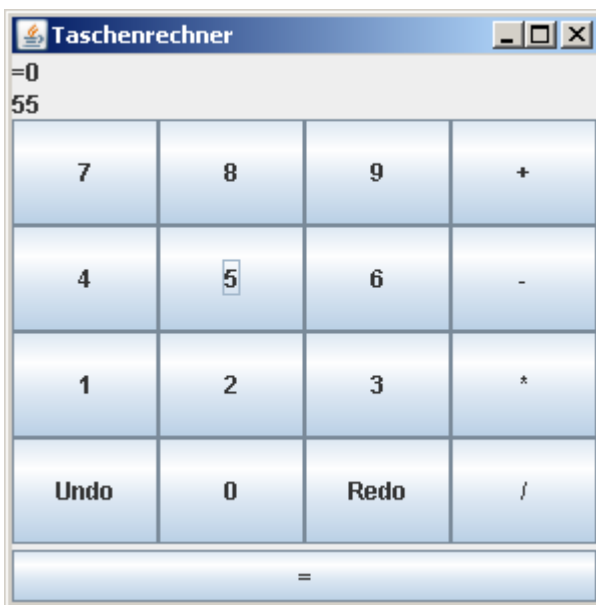 Taschenrechner
=0
55
7 8 9 +
4 5 6 -
1 2 3 *
Undo 0 Redo /
=